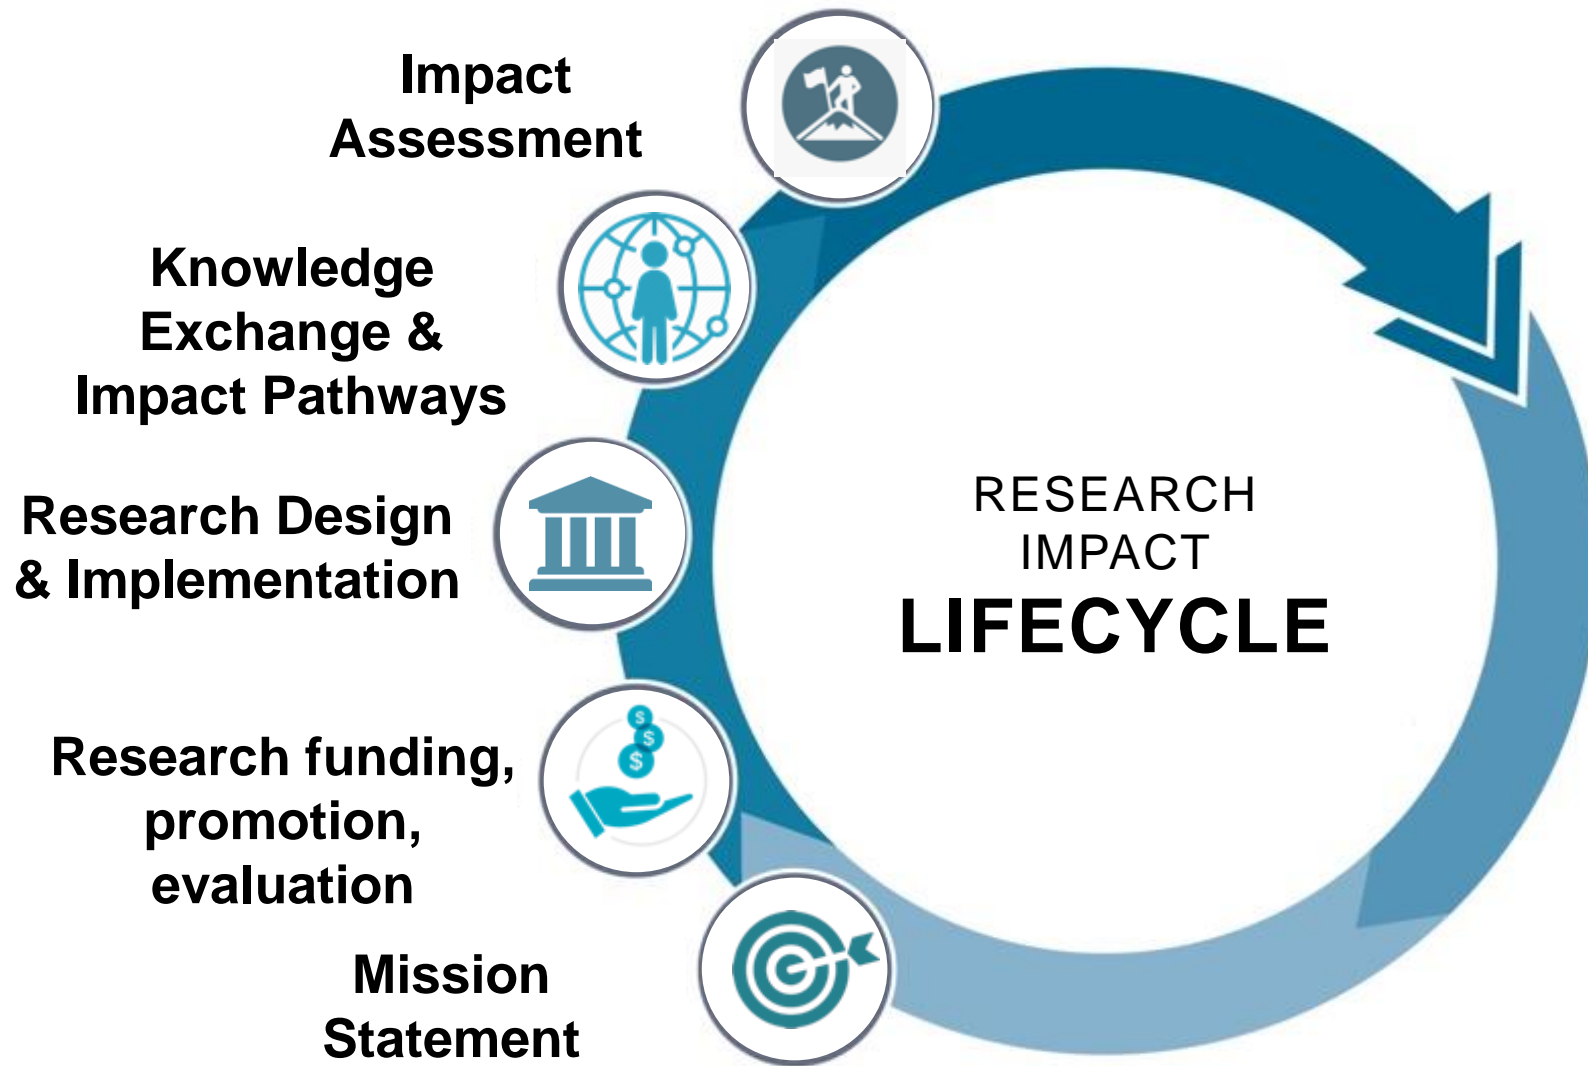 Impact
Assessment
Knowledge
Exchange &
Impact Pathways
Research Design
& Implementation
RESEARCH
IMPACT
LIFECYCLE
Research funding,
promotion,
evaluation
Mission
Statement
$
$
$